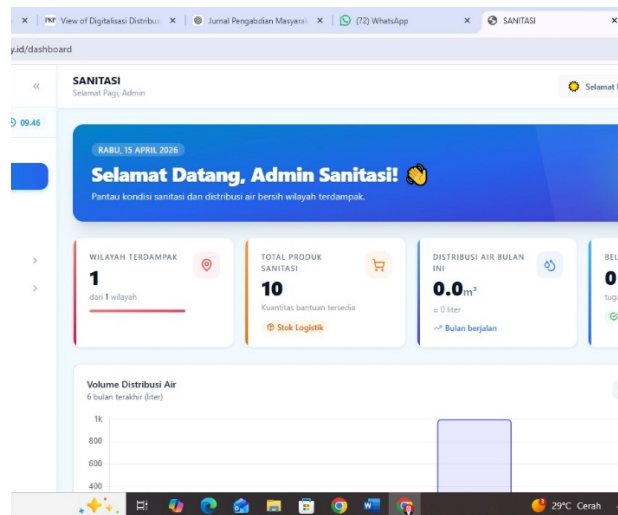 View of Digitalisasi Distribu
Jurnal Pengabdian Masyara
(72) WhatsApp
SANITASI
y.id/dashboard
SANITASI
Selamat Pagi, Admin
Selamat
09.46
RABU, 15 APRIL 2026
Selamat Datang, Admin Sanitasi!
Pantau kondisi sanitasi dan distribusi air bersih wilayah terdampak.
WILAYAH TERDAMPAK
1
dari 1 wilayah
TOTAL PRODUK
SANITASI
10
Kuantitas bantuan tersedia
Stok Logistik
DISTRIBUSI AIR BULAN
INI
0.0 m³
≈ 0 liter
Bulan berjalan
BEL
0
tuga
Volume Distribusi Air
6 bulan terakhir (liter)
1k
800
600
400
29°C Cerah